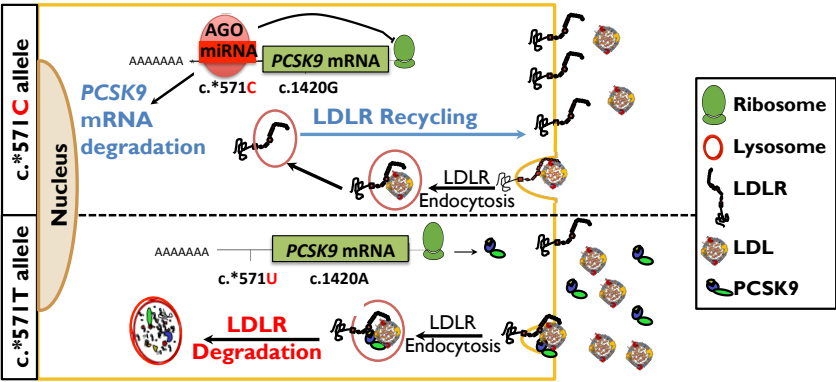 c.*571C allele
Nucleus
AAAAAAA
AGO
miRNA
PCSK9 mRNA
c.*571C
c.1420G
PCSK9
mRNA
degradation
LDLR Recycling
LDLR
Endocytosis
c.*571T allele
AAAAAAA
PCSK9 mRNA
c.*571U
c.1420A
LDLR
Degradation
LDLR
Endocytosis
Ribosome
Lysosome
LDLR
LDL
PCSK9